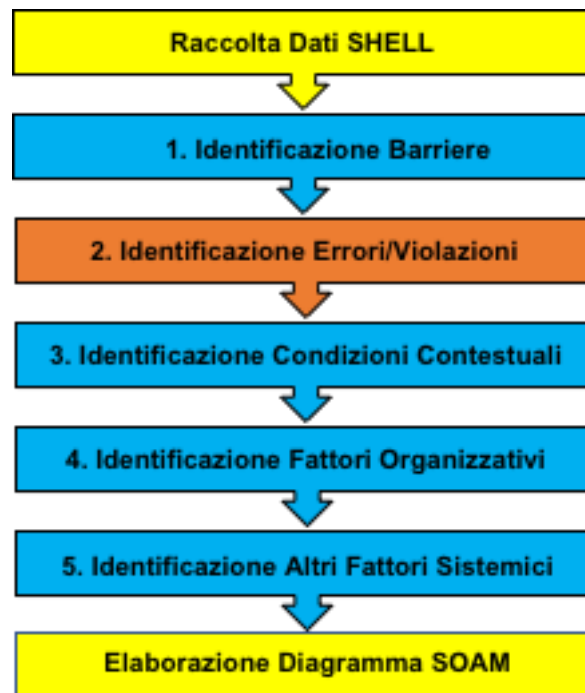 Raccolta Dati SHELL
1. Identificazione Barriere
2. Identificazione Errori/Violazioni
3. Identificazione Condizioni Contestuali
4. Identificazione Fattori Organizzativi
5. Identificazione Altri Fattori Sistemici
Elaborazione Diagramma SOAM